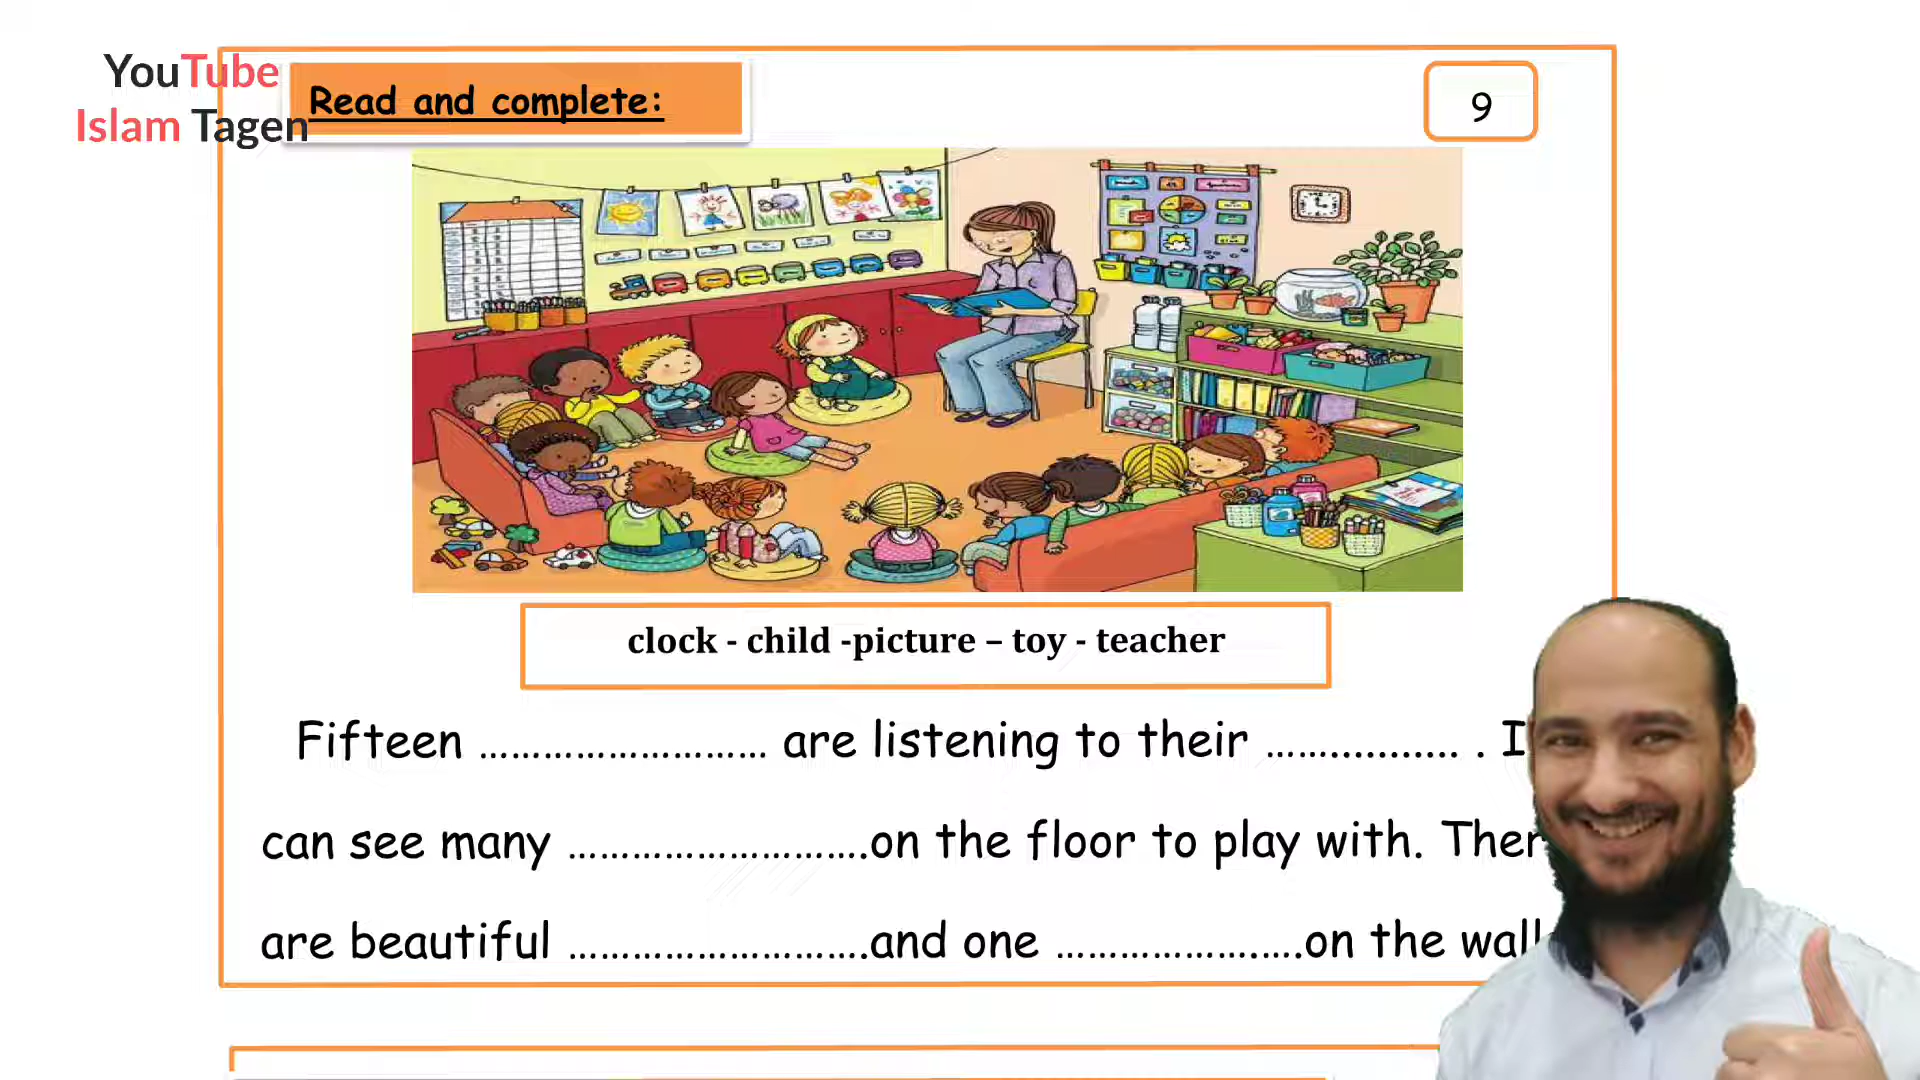 YouTube
Islam Tagen
Read and complete:
9
clock - child -picture – toy - teacher
Fifteen ……………………… are listening to their ……........... . I
can see many ……………………….on the floor to play with. Ther
are beautiful ……………………….and one ……………….….on the wall